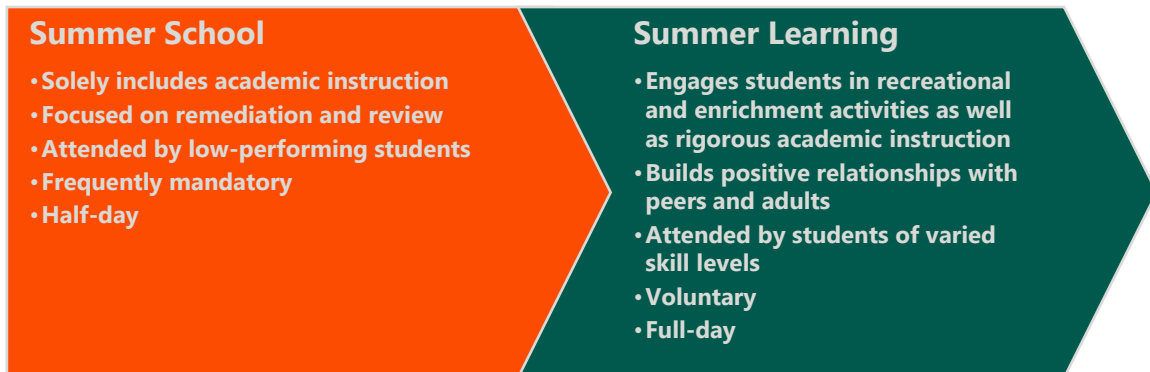 Summer School
• Solely includes academic instruction
• Focused on remediation and review
• Attended by low-performing students
• Frequently mandatory
• Half-day
Summer Learning
• Engages students in recreational
and enrichment activities as well
as rigorous academic instruction
• Builds positive relationships with
peers and adults
• Attended by students of varied
skill levels
• Voluntary
• Full-day